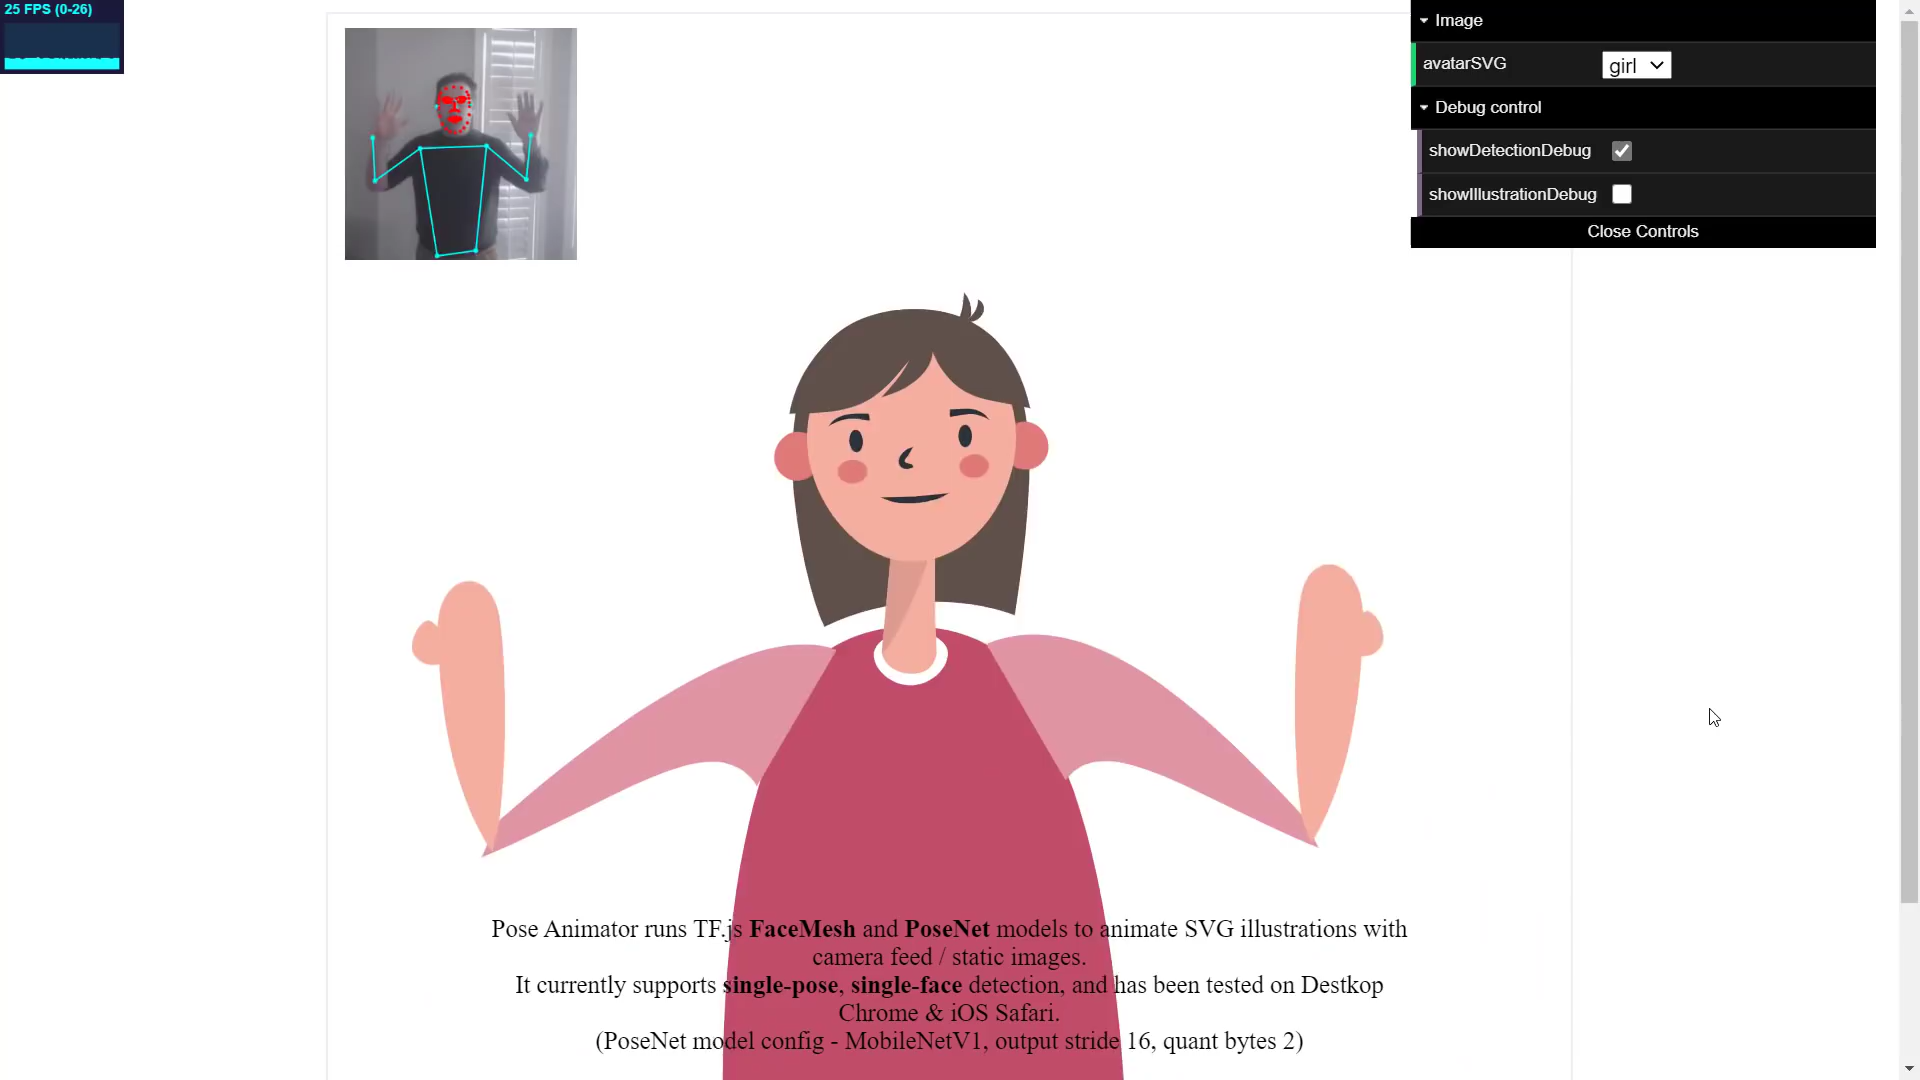 25 FPS (0-26)
Image
avatarSVG girl
Debug control
showDetectionDebug
showIllustrationDebug
Close Controls
Pose Animator runs TF.js FaceMesh and PoseNet models to animate SVG illustrations with
camera feed / static images.
It currently supports single-pose, single-face detection, and has been tested on Destkop
Chrome & iOS Safari.
(PoseNet model config - MobileNetV1, output stride 16, quant bytes 2)